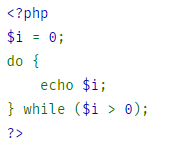 <?php
$i = 0;
do {
    echo $i;
} while ($i > 0);
?>